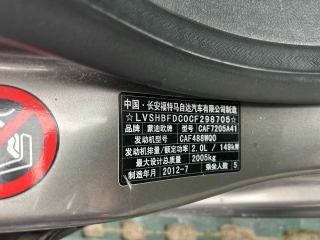 中国·长安福特马自达汽车有限公司制造
☆LVSHBFDC0CF298705☆
品牌 蒙迪欧牌 型号 CAF7205A41
发动机型号 CAF488WQ0
发动机排量/额定功率 2.0L / 149kW
最大设计总质量 2005kg
制造年月 2012-7 乘坐人数 5